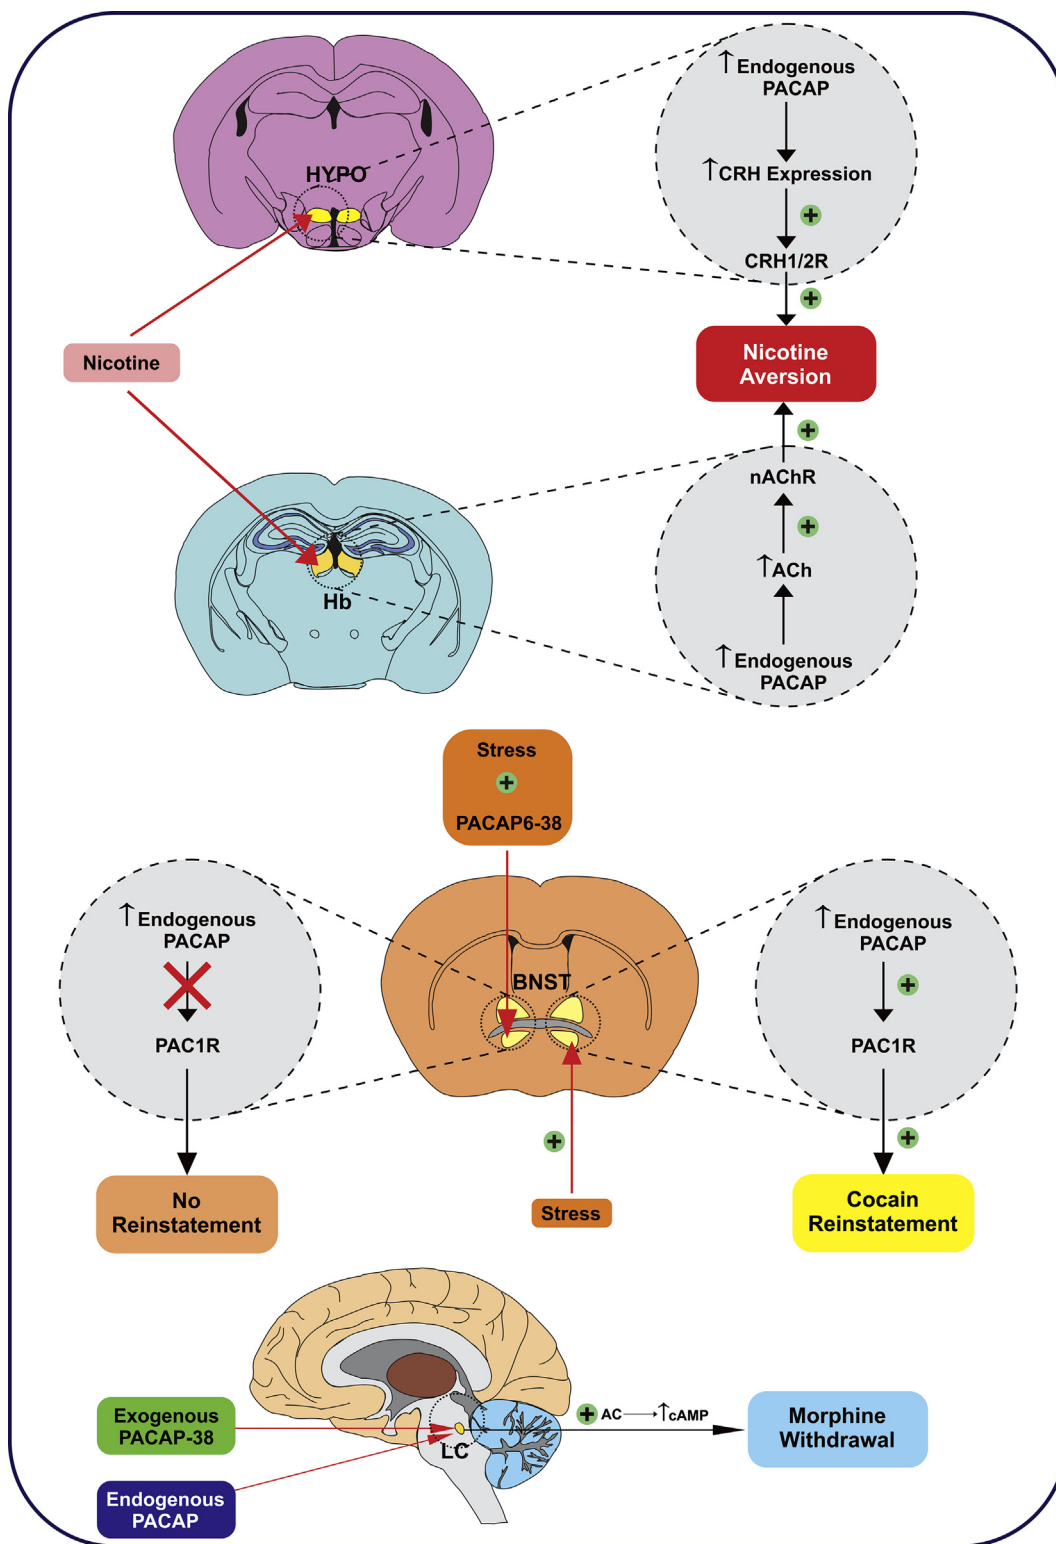 ↑Endogenous
PACAP
HYPO
↑CRH Expression
CRH1/2R
Nicotine
Nicotine
Aversion
nAChR
↑ACh
Hb
↑Endogenous
PACAP
Stress
PACAP6-38
↑Endogenous
PACAP
PAC1R
BNST
↑Endogenous
PACAP
PAC1R
No
Reinstatement
Stress
Cocain
Reinstatement
Exogenous
PACAP-38
LC
AC → ↑cAMP
Morphine
Withdrawal
Endogenous
PACAP